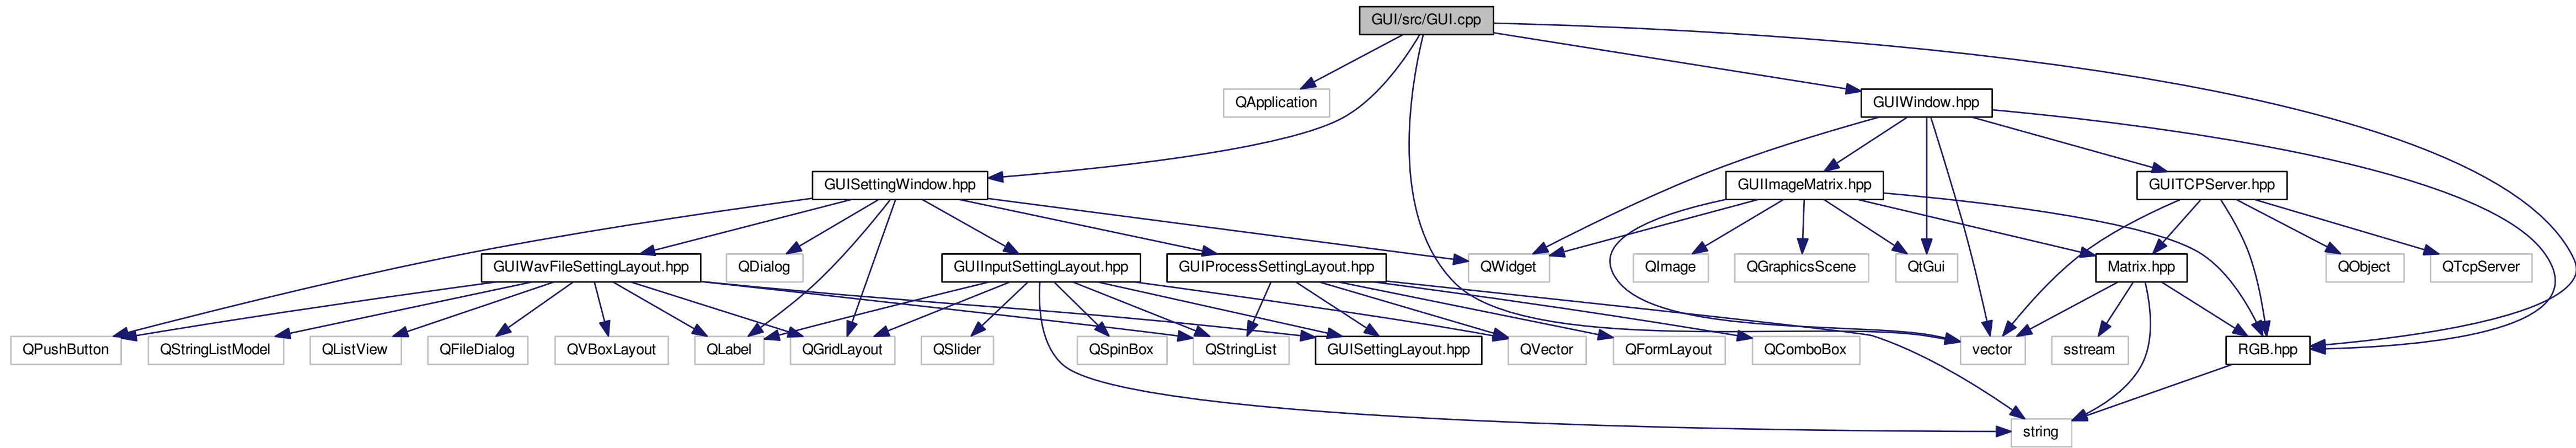 GUI/src/GUI.cpp
QApplication
GUIWindow.hpp
GUISettingWindow.hpp
GUIImageMatrix.hpp
GUITCPServer.hpp
GUIWavFileSettingLayout.hpp
QDialog
GUIInputSettingLayout.hpp
GUIProcessSettingLayout.hpp
QWidget
QImage
QGraphicsScene
QtGui
Matrix.hpp
QObject
QTcpServer
QPushButton
QStringListModel
QListView
QFileDialog
QVBoxLayout
QLabel
QGridLayout
QSlider
QSpinBox
QStringList
GUISettingLayout.hpp
QVector
QFormLayout
QComboBox
vector
sstream
RGB.hpp
string